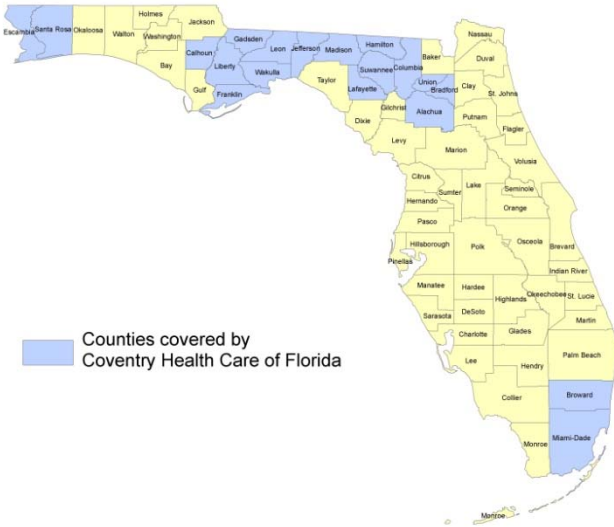 Holmes
Jackson
Escambia
Santa Rosa
Okaloosa
Walton
Washington
Bay
Calhoun
Gulf
Gadsden
Liberty
Franklin
Leon
Wakulla
Jefferson
Madison
Taylor
Hamilton
Suwannee
Lafayette
Columbia
Dixie
Gilchrist
Baker
Union
Bradford
Alachua
Nassau
Duval
Clay
St. Johns
Putnam
Flagler
Levy
Marion
Volusia
Citrus
Sumter
Lake
Seminole
Hernando
Orange
Pasco
Hillsborough
Pinellas
Polk
Osceola
Brevard
Indian River
Manatee
Hardee
Highlands
Okeechobee
St. Lucie
Sarasota
DeSoto
Martin
Charlotte
Glades
Lee
Hendry
Palm Beach
Collier
Broward
Monroe
Miami-Dade
Monroe
Counties covered by
Coventry Health Care of Florida